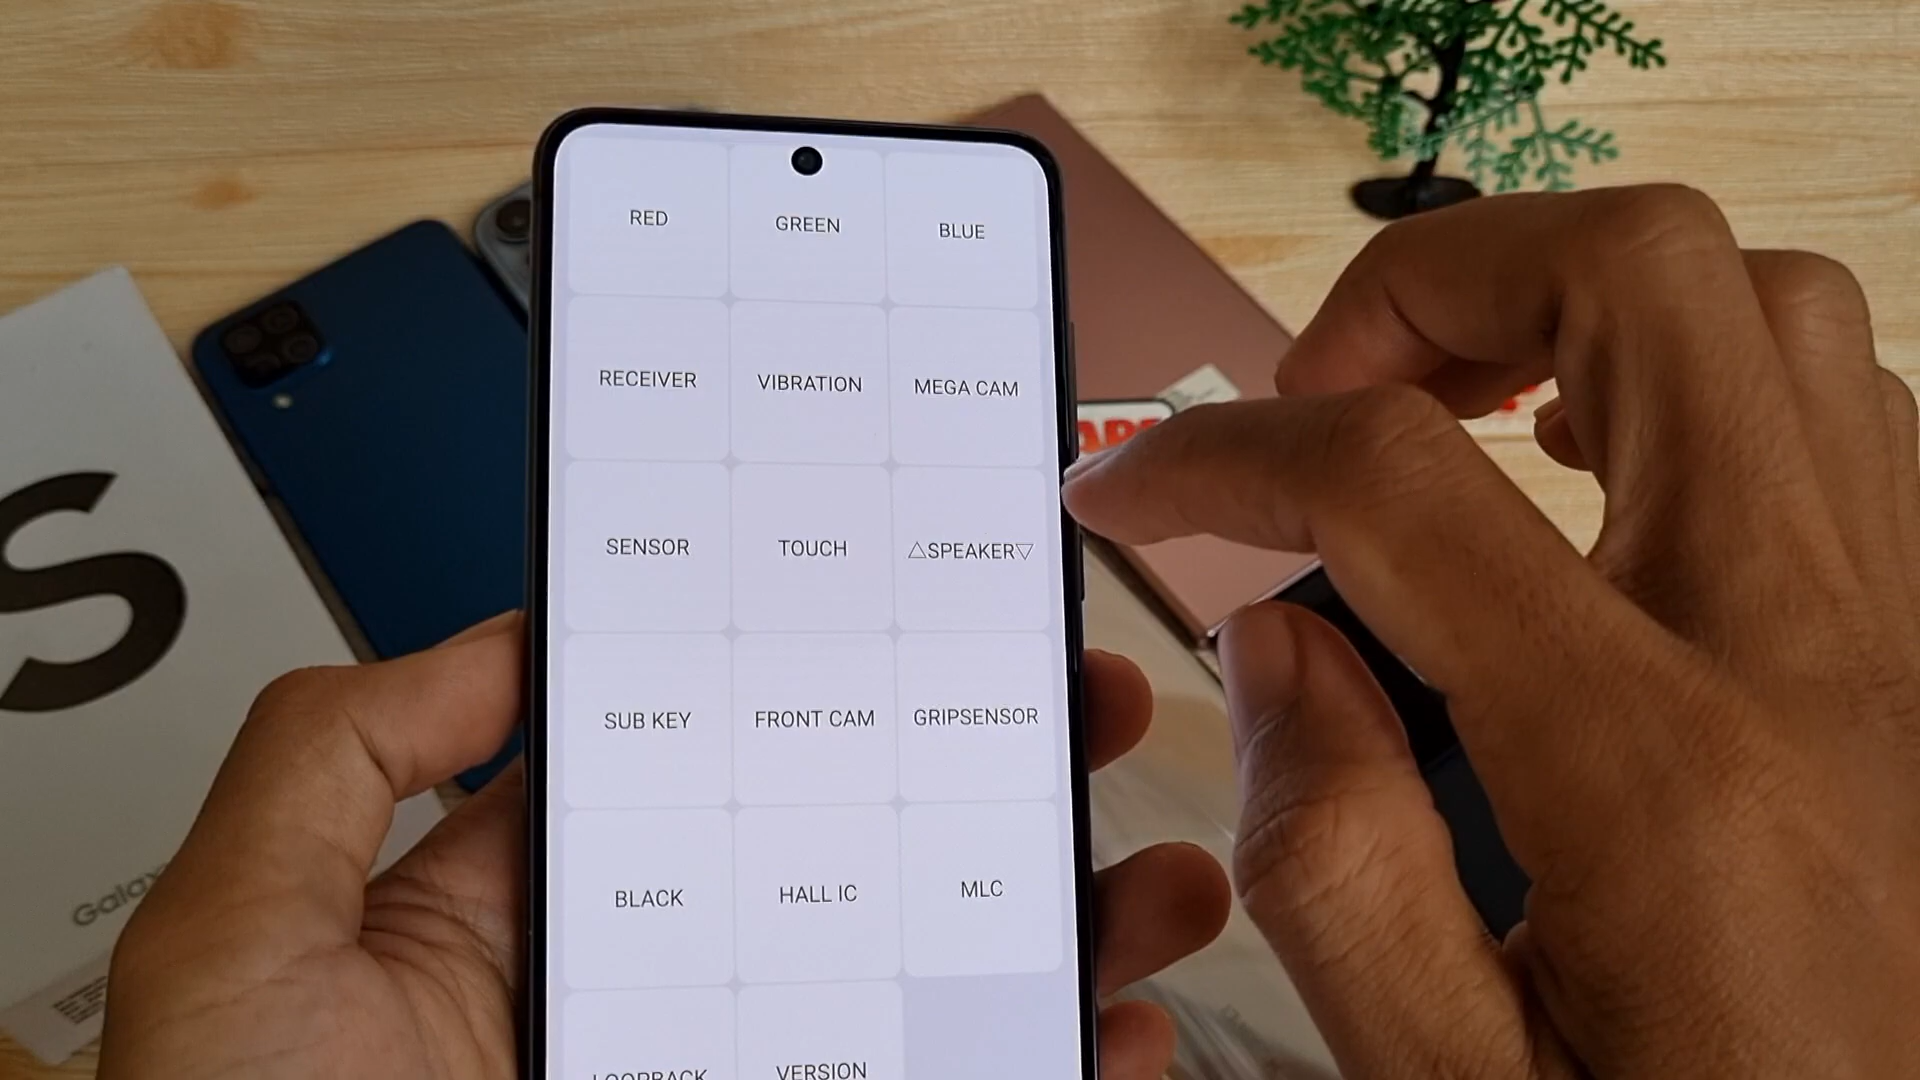 RED
GREEN
BLUE
RECEIVER
VIBRATION
MEGA CAM
SENSOR
TOUCH
△SPEAKER▽
SUB KEY
FRONT CAM
GRIPSENSOR
BLACK
HALL IC
MLC
LOOPBACK
VERSION
S